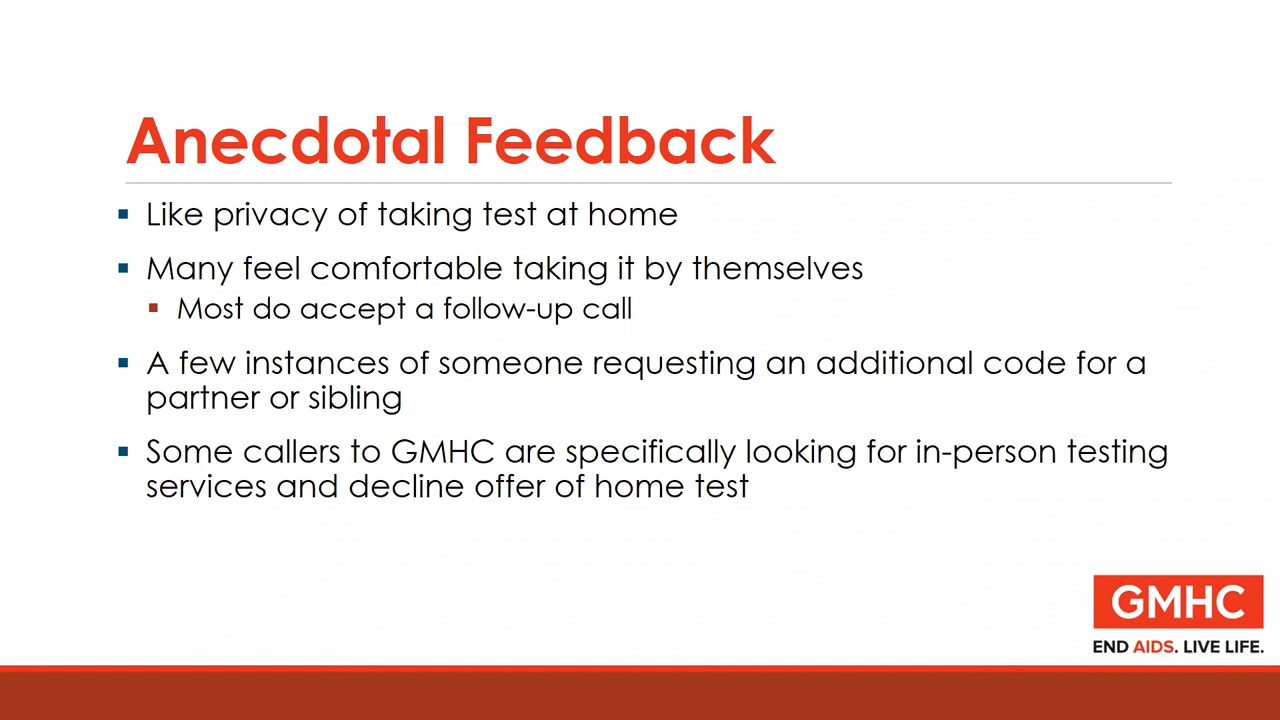 Anecdotal Feedback
Like privacy of taking test at home
Many feel comfortable taking it by themselves
Most do accept a follow-up call
A few instances of someone requesting an additional code for a
partner or sibling
Some callers to GMHC are specifically looking for in-person testing
services and decline offer of home test
GMHC
END AIDS. LIVE LIFE.